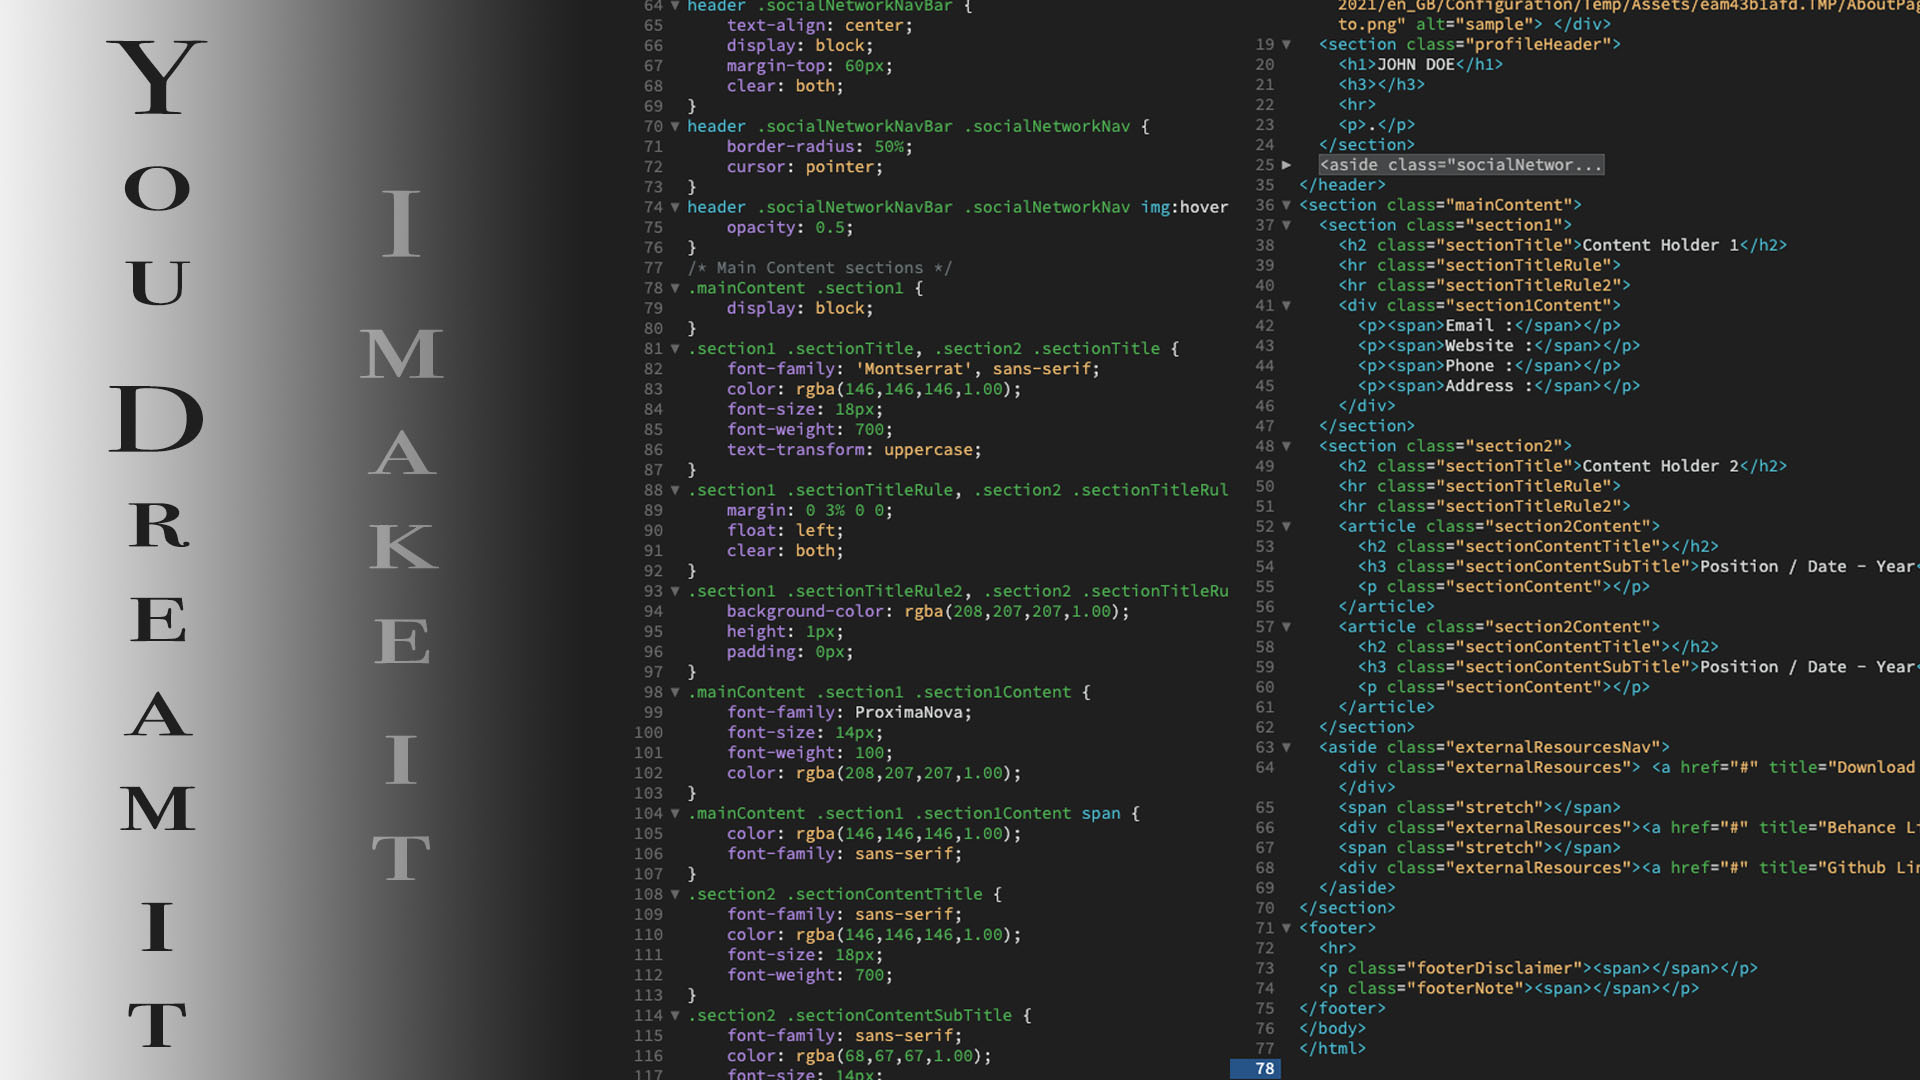 YOU DREAM IT
I MAKE IT
64 header .socialNetworkNavBar {
65 text-align: center;
66 display: block;
67 margin-top: 60px;
68 clear: both;
69 }
70 header .socialNetworkNavBar .socialNetworkNav {
71 border-radius: 50%;
72 cursor: pointer;
73 }
74 header .socialNetworkNavBar .socialNetworkNav img:hover
75 opacity: 0.5;
76 }
77 /* Main Content sections */
78 .mainContent .section1 {
79 display: block;
80 }
81 .section1 .sectionTitle, .section2 .sectionTitle {
82 font-family: 'Montserrat', sans-serif;
83 color: rgba(146,146,146,1.00);
84 font-size: 18px;
85 font-weight: 700;
86 text-transform: uppercase;
87 }
88 .section1 .sectionTitleRule, .section2 .sectionTitleRul
89 margin: 0 3% 0 0;
90 float: left;
91 clear: both;
92 }
93 .section1 .sectionTitleRule2, .section2 .sectionTitleRu
94 background-color: rgba(208,207,207,1.00);
95 height: 1px;
96 padding: 0px;
97 }
98 .mainContent .section1 .section1Content {
99 font-family: ProximaNova;
100 font-size: 14px;
101 font-weight: 100;
102 color: rgba(208,207,207,1.00);
103 }
104 .mainContent .section1 .section1Content span {
105 color: rgba(146,146,146,1.00);
106 font-family: sans-serif;
107 }
108 .section2 .sectionContentTitle {
109 font-family: sans-serif;
110 color: rgba(146,146,146,1.00);
111 font-size: 18px;
112 font-weight: 700;
113 }
114 .section2 .sectionContentSubTitle {
115 font-family: sans-serif;
116 color: rgba(68,67,67,1.00);
117 font-size: 14px;
2021/en_GB/Configuration/Temp/Assets/eam43b1afd.TMP/AboutPag
to.png" alt="sample"> </div>
19 <section class="profileHeader">
20 <h1>JOHN DOE</h1>
21 <h3></h3>
22 <hr>
23 <p>.</p>
24 </section>
25 <aside class="socialNetwor...
35 </header>
36 <section class="mainContent">
37 <section class="section1">
38 <h2 class="sectionTitle">Content Holder 1</h2>
39 <hr class="sectionTitleRule">
40 <hr class="sectionTitleRule2">
41 <div class="section1Content">
42 <p><span>Email :</span></p>
43 <p><span>Website :</span></p>
44 <p><span>Phone :</span></p>
45 <p><span>Address :</span></p>
46 </div>
47 </section>
48 <section class="section2">
49 <h2 class="sectionTitle">Content Holder 2</h2>
50 <hr class="sectionTitleRule">
51 <hr class="sectionTitleRule2">
52 <article class="section2Content">
53 <h2 class="sectionContentTitle"></h2>
54 <h3 class="sectionContentSubTitle">Position / Date - Year<
55 <p class="sectionContent"></p>
56 </article>
57 <article class="section2Content">
58 <h2 class="sectionContentTitle"></h2>
59 <h3 class="sectionContentSubTitle">Position / Date - Year<
60 <p class="sectionContent"></p>
61 </article>
62 </section>
63 <aside class="externalResourcesNav">
64 <div class="externalResources"> <a href="#" title="Download
</div>
65 <span class="stretch"></span>
66 <div class="externalResources"><a href="#" title="Behance Li
67 <span class="stretch"></span>
68 <div class="externalResources"><a href="#" title="Github Lin
69 </aside>
70 </section>
71 <footer>
72 <hr>
73 <p class="footerDisclaimer"><span></span></p>
74 <p class="footerNote"><span></span></p>
75 </footer>
76 </body>
77 </html>
78